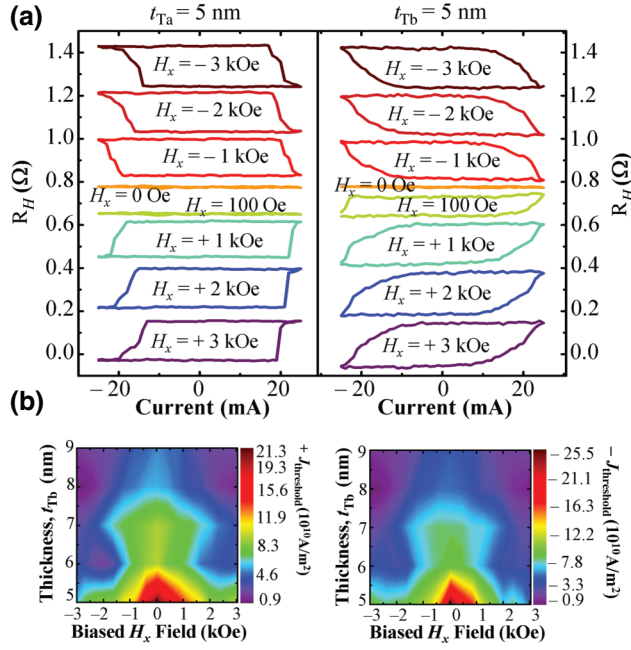 (a)
t_Ta = 5 nm
t_Tb = 5 nm
R_H (Ω)
1.4
1.2
1.0
0.8
0.6
0.4
0.2
0.0
H_x = – 3 kOe
H_x = – 2 kOe
H_x = – 1 kOe
H_x = 0 Oe
H_x = 100 Oe
H_x = + 1 kOe
H_x = + 2 kOe
H_x = + 3 kOe
–20 0 20
Current (mA)
H_x = – 3 kOe
H_x = – 2 kOe
H_x = – 1 kOe
H_x = 0 Oe
H_x = 100 Oe
H_x = + 1 kOe
H_x = + 2 kOe
H_x = + 3 kOe
–20 0 20
Current (mA)
1.4
1.2
1.0
0.8
0.6
0.4
0.2
0.0
R_H (Ω)
(b)
Thickness, t_Tb (nm)
9
8
7
6
5
–3 –2 –1 0 1 2 3
Biased H_x Field (kOe)
21.3
19.3
15.6
11.9
8.3
4.6
0.9
+ J_threshold (10^10 A/m^2)
Thickness, t_Tb (nm)
9
8
7
6
5
–3 –2 –1 0 1 2 3
Biased H_x Field (kOe)
– 25.5
– 21.6
– 17.7
– 12.2
– 7.8
– 3.4
– 0.9
– J_threshold (10^10 A/m^2)